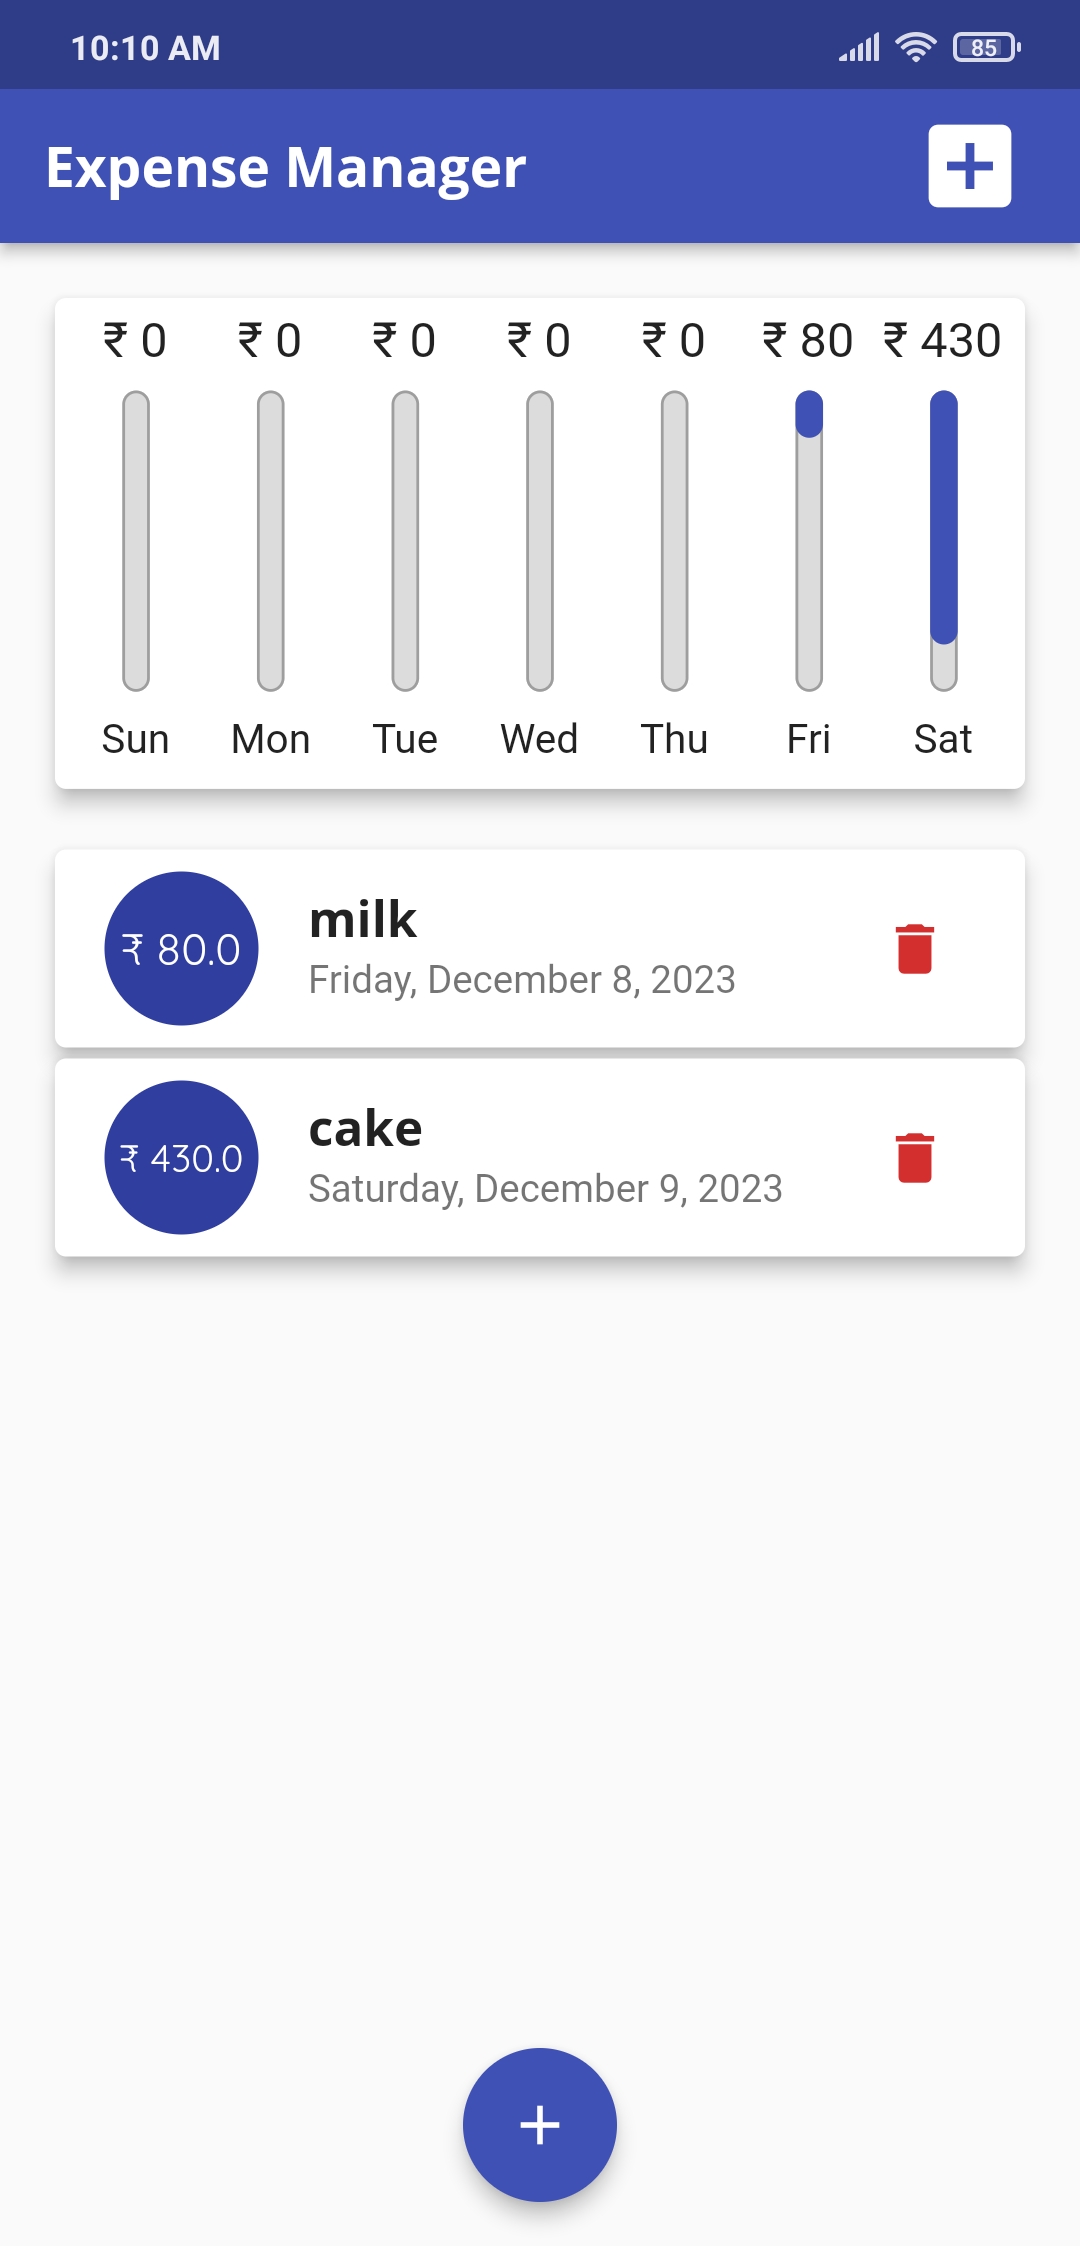 10:10 AM 85
Expense Manager
₹ 0 ₹ 0 ₹ 0 ₹ 0 ₹ 0 ₹ 80 ₹ 430
Sun Mon Tue Wed Thu Fri Sat
₹ 80.0
milk
Friday, December 8, 2023
₹ 430.0
cake
Saturday, December 9, 2023